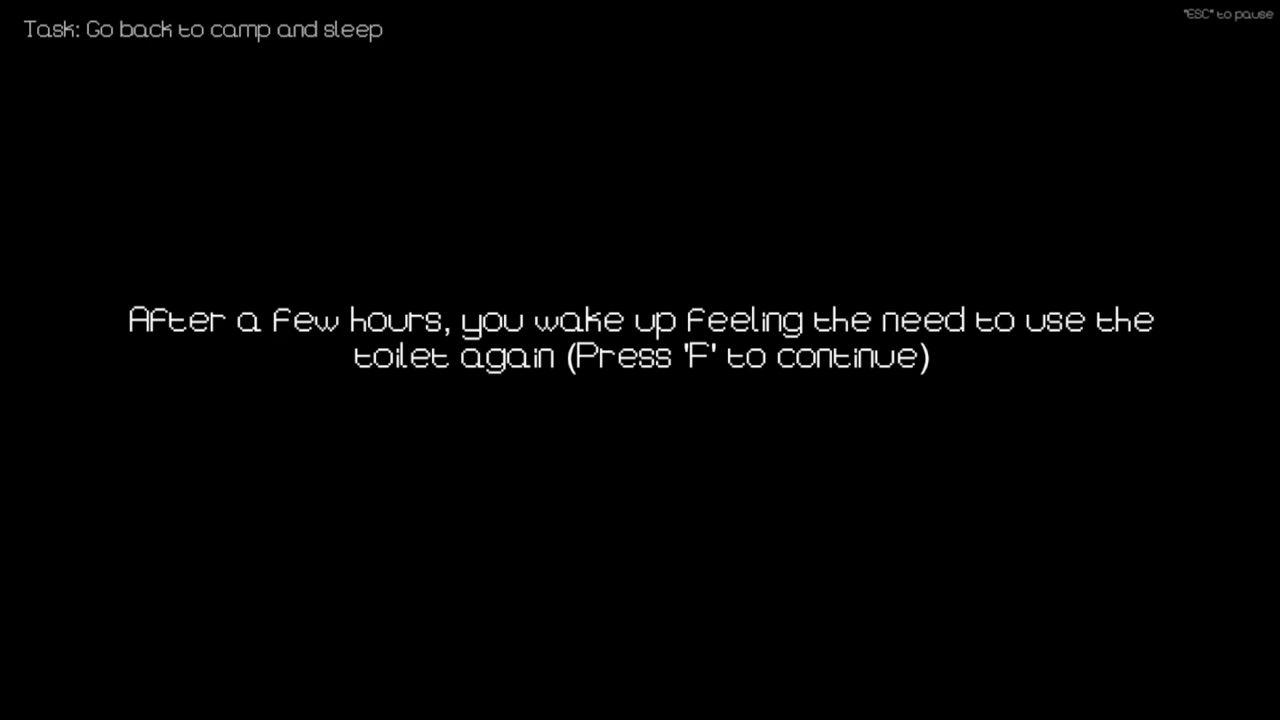 Task: Go back to camp and sleep
"ESC" to pause
After a few hours, you wake up feeling the need to use the
toilet again (Press 'F' to continue)